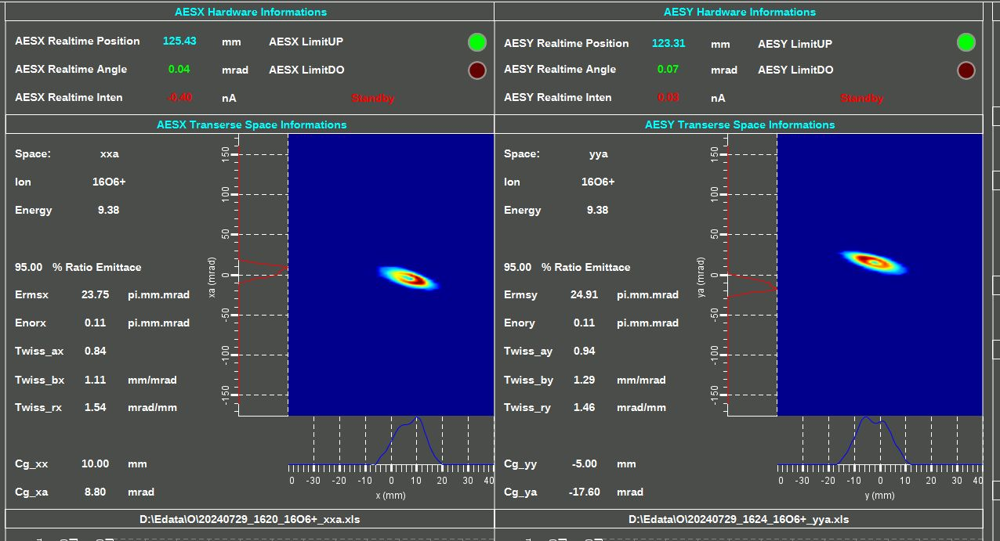 AESX Hardware Informations
AESX Realtime Position 125.43 mm AESX LimitUP
AESX Realtime Angle 0.04 mrad AESX LimitDO
AESX Realtime Inten -0.40 nA Standby
AESX Transerse Space Informations
Space: xxa
Ion 16O6+
Energy 9.38
95.00 % Ratio Emittace
Ermsx 23.75 pi.mm.mrad
Enorx 0.11 pi.mm.mrad
Twiss_ax 0.84
Twiss_bx 1.11 mm/mrad
Twiss_rx 1.54 mrad/mm
Cg_xx 10.00 mm
Cg_xa 8.80 mrad
xa (mrad)
150
100
50
0
-50
-100
-150
0 -30 -20 -10 0 10 20 30 40
x (mm)
D:\Edata\O\20240729_1620_16O6+_xxa.xls
AESY Hardware Informations
AESY Realtime Position 123.31 mm AESY LimitUP
AESY Realtime Angle 0.07 mrad AESY LimitDO
AESY Realtime Inten 0.03 nA Standby
AESY Transerse Space Informations
Space: yya
Ion 16O6+
Energy 9.38
95.00 % Ratio Emittace
Ermsy 24.91 pi.mm.mrad
Enory 0.11 pi.mm.mrad
Twiss_ay 0.94
Twiss_by 1.29 mm/mrad
Twiss_ry 1.46 mrad/mm
Cg_yy -5.00 mm
Cg_ya -17.60 mrad
ya (mrad)
150
100
50
0
-50
-100
-150
0 -30 -20 -10 0 10 20 30 40
y (mm)
D:\Edata\O\20240729_1624_16O6+_yya.xls